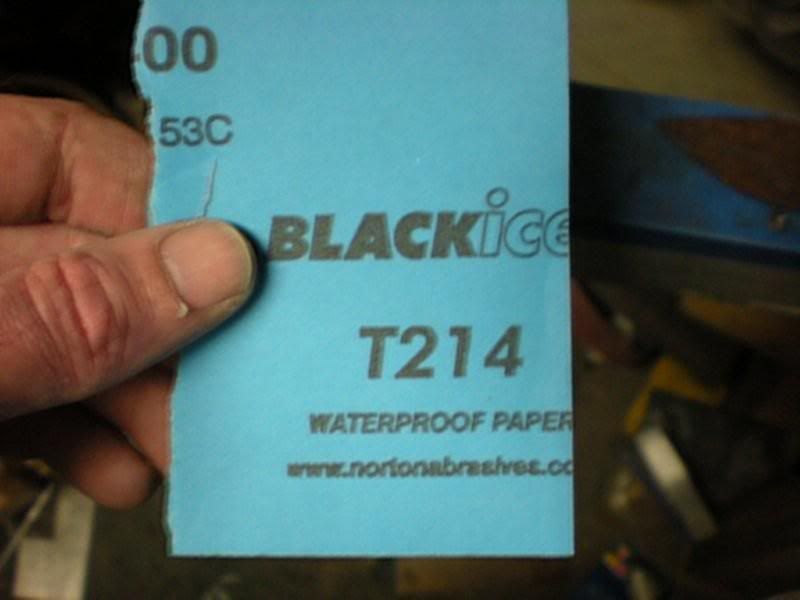 00
53C
BLACKice
T214
WATERPROOF PAPER
www.nortonabrasives.co